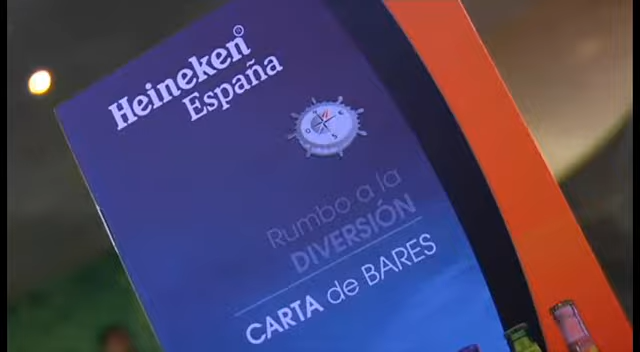 Heineken®
España
Rumbo a la
DIVERSIÓN
CARTA de BARES